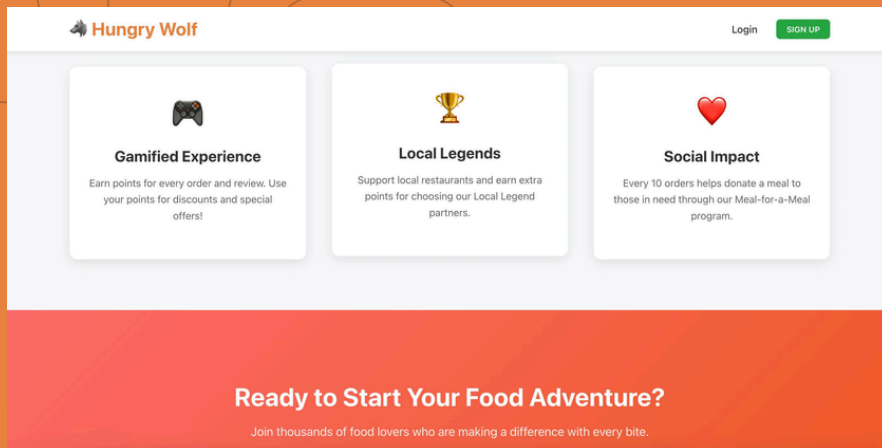 Hungry Wolf
Login
SIGN UP
Gamified Experience
Earn points for every order and review. Use
your points for discounts and special
offers!
Local Legends
Support local restaurants and earn extra
points for choosing our Local Legend
partners.
Social Impact
Every 10 orders helps donate a meal to
those in need through our Meal-for-a-Meal
program.
Ready to Start Your Food Adventure?
Join thousands of food lovers who are making a difference with every bite.